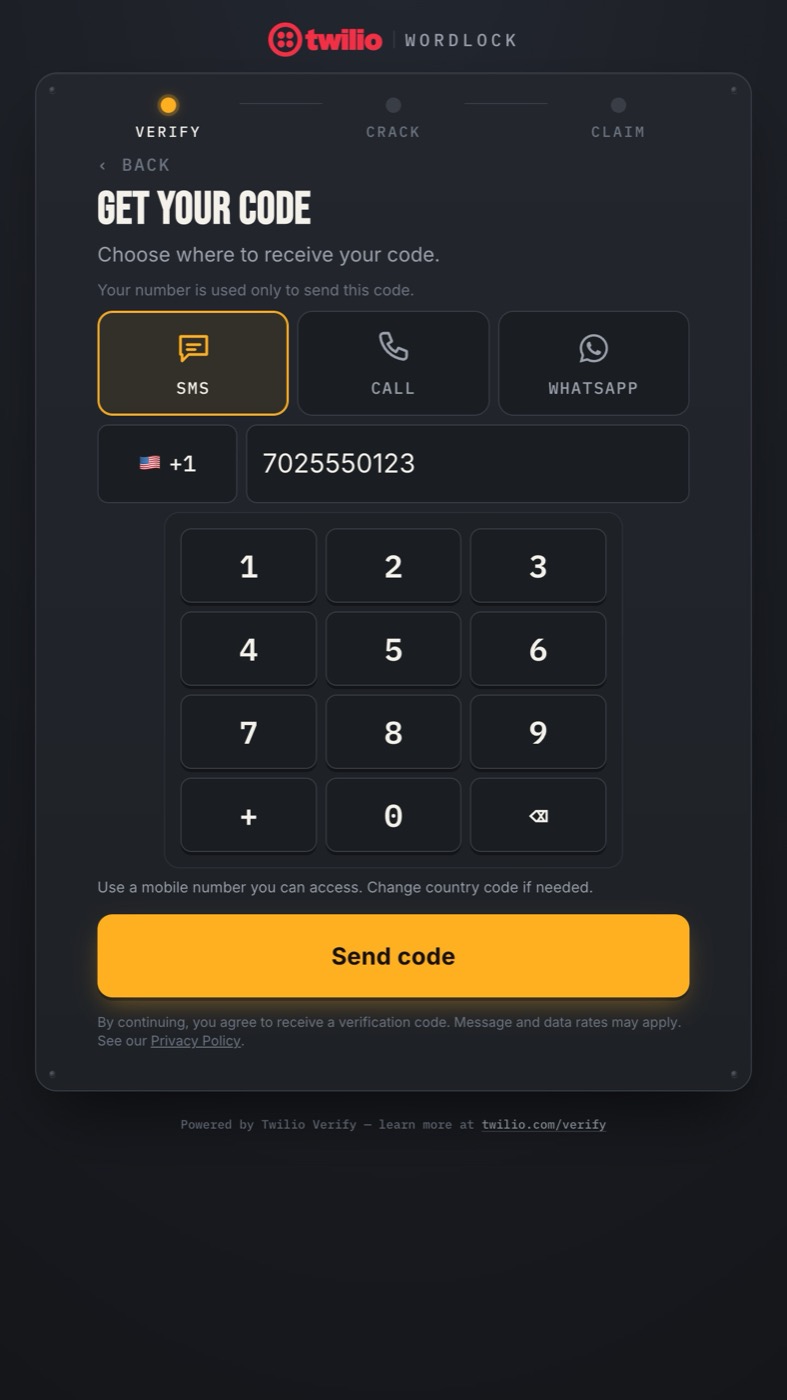 twilio | WORDLOCK
VERIFY CRACK CLAIM
‹ BACK
GET YOUR CODE
Choose where to receive your code.
Your number is used only to send this code.
SMS CALL WHATSAPP
🇺🇸 +1 7025550123
1 2 3
4 5 6
7 8 9
+ 0 ⌫
Use a mobile number you can access. Change country code if needed.
Send code
By continuing, you agree to receive a verification code. Message and data rates may apply.
See our Privacy Policy.
Powered by Twilio Verify — learn more at twilio.com/verify